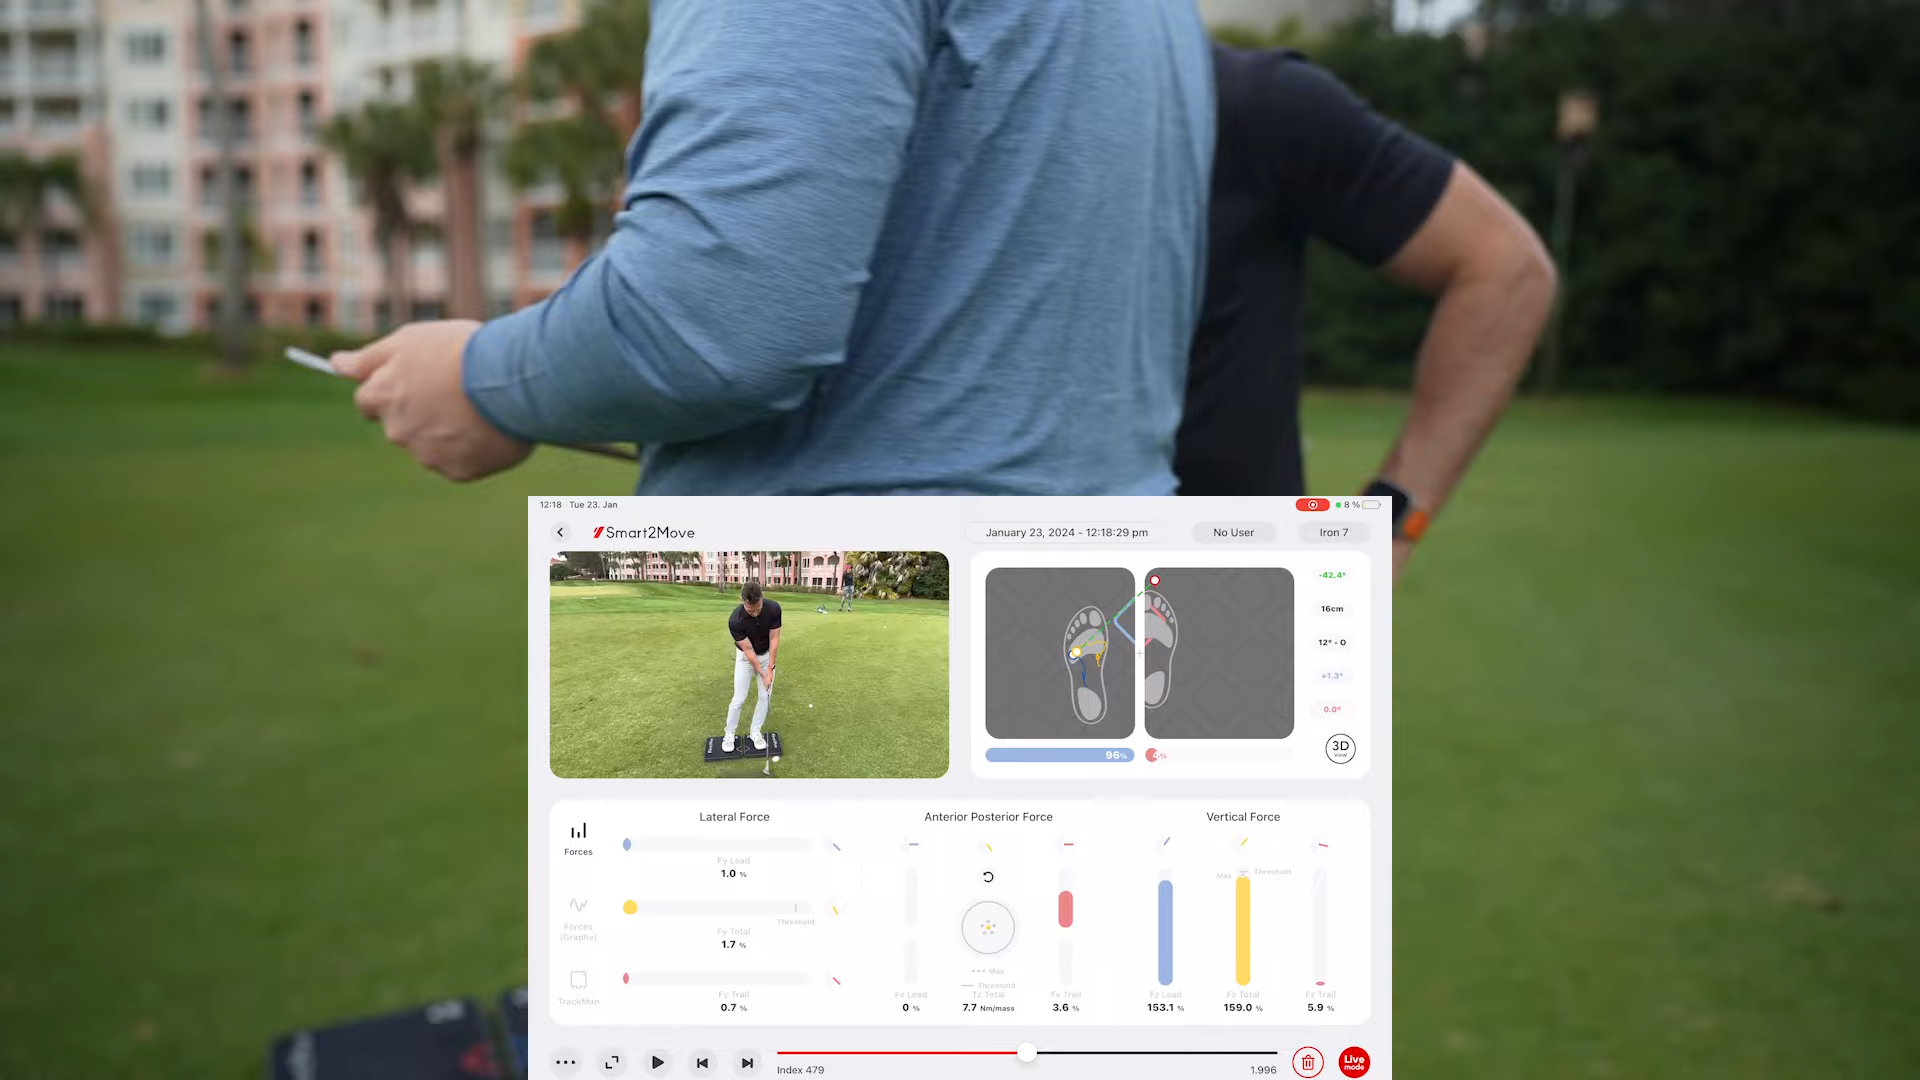 12:18 Tue 23. Jan
8 %
Smart2Move
January 23, 2024 - 12:18:29 pm
No User
Iron 7
-42.4°
16cm
12° - O
+1.3°
0.0°
3D
view
96%
4%
Forces
Forces
(Graphs)
TrackMan
Lateral Force
Fy Lead
1.0 %
Threshold
Fy Total
1.7 %
Fy Trail
0.7 %
Anterior Posterior Force
Max
Threshold
Fx Lead
0 %
Tz Total
7.7 Nm/mass
Fx Trail
3.6 %
Vertical Force
Max
Threshold
Fz Lead
153.1 %
Fz Total
159.0 %
Fz Trail
5.9 %
Index 479
1.996
Live
mode